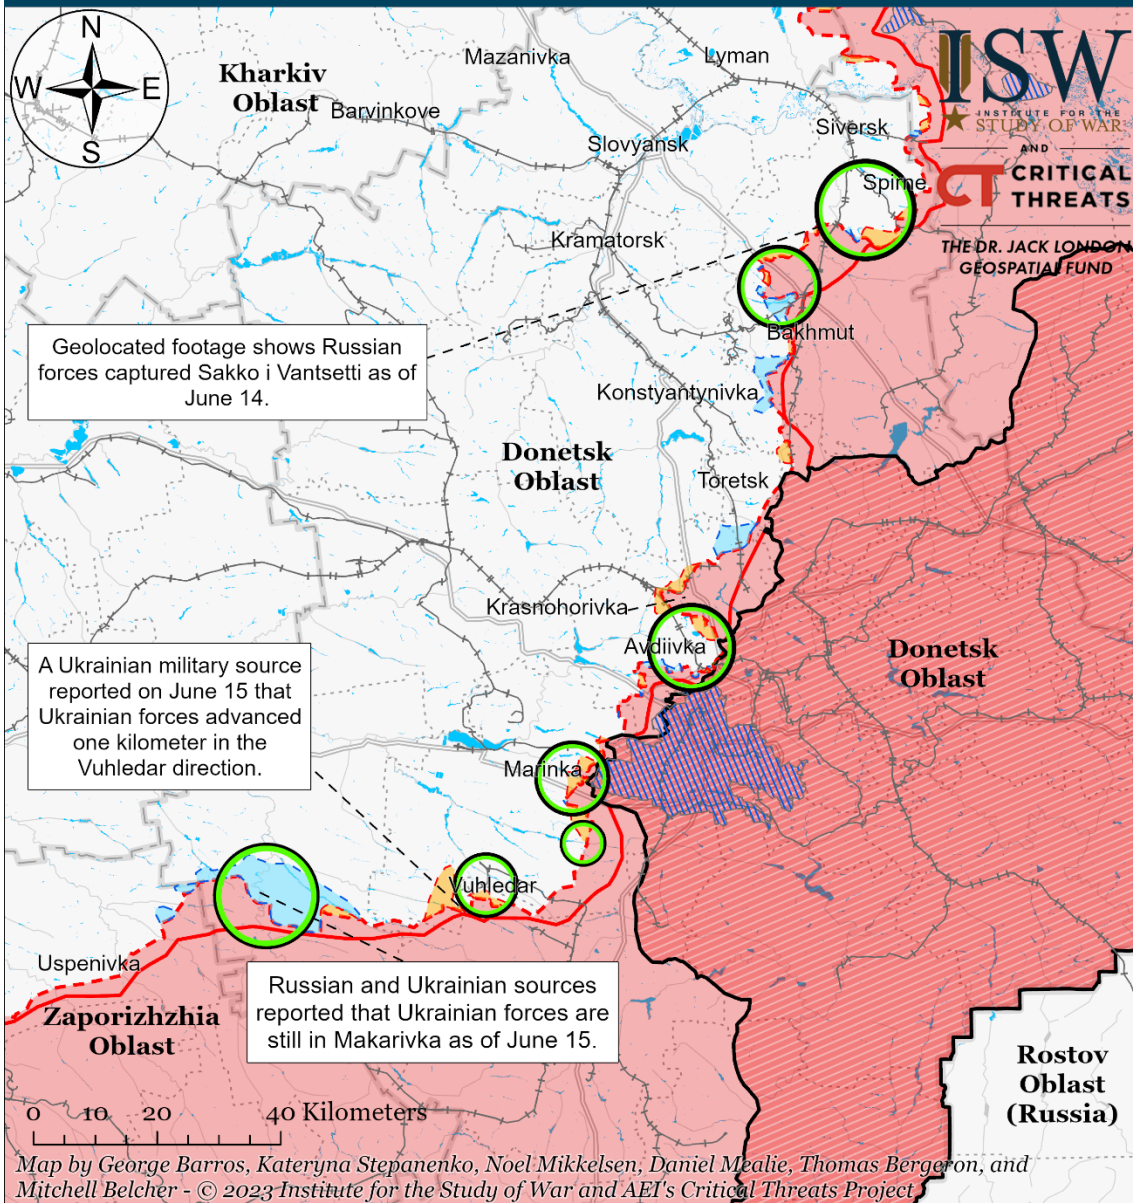 N
W E
S
Kharkiv
Oblast
Mazanivka
Lyman
Barvinkove
Slovyansk
Siversk
Spirne
Kramatorsk
Bakhmut
ISW
INSTITUTE FOR THE
STUDY OF WAR
AND
CT CRITICAL
THREATS
THE DR. JACK LONDON
GEOSPATIAL FUND
Geolocated footage shows Russian
forces captured Sakko i Vantsetti as of
June 14.
Konstyantynivka
Donetsk
Oblast
Toretsk
Krasnohorivka
Avdiivka
Donetsk
Oblast
A Ukrainian military source
reported on June 15 that
Ukrainian forces advanced
one kilometer in the
Vuhledar direction.
Marinka
Vuhledar
Uspenivka
Zaporizhzhia
Oblast
Russian and Ukrainian sources
reported that Ukrainian forces are
still in Makarivka as of June 15.
Rostov
Oblast
(Russia)
0 10 20 40 Kilometers
Map by George Barros, Kateryna Stepanenko, Noel Mikkelsen, Daniel Mealie, Thomas Bergeron, and
Mitchell Belcher - © 2023 Institute for the Study of War and AEI's Critical Threats Project